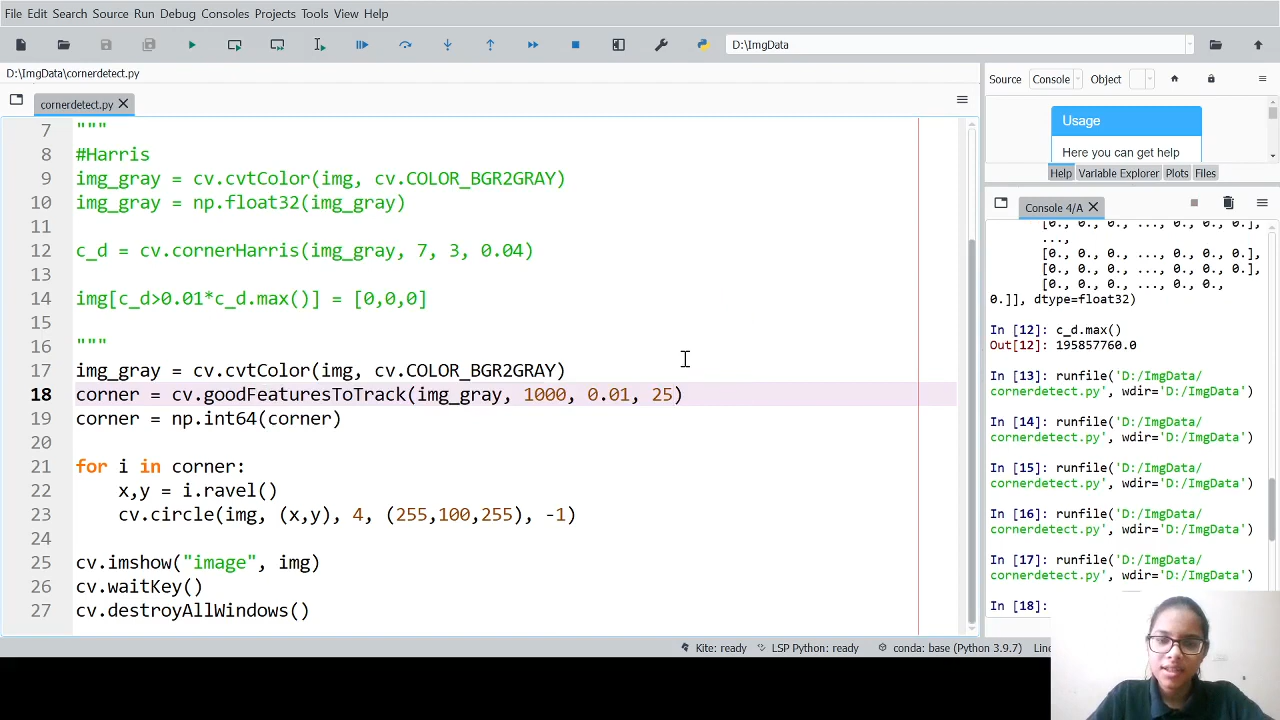 File Edit Search Source Run Debug Consoles Projects Tools View Help
D:\ImgData
D:\ImgData\cornerdetect.py
cornerdetect.py
7 """
8 #Harris
9 img_gray = cv.cvtColor(img, cv.COLOR_BGR2GRAY)
10 img_gray = np.float32(img_gray)
11
12 c_d = cv.cornerHarris(img_gray, 7, 3, 0.04)
13
14 img[c_d>0.01*c_d.max()] = [0,0,0]
15
16 """
17 img_gray = cv.cvtColor(img, cv.COLOR_BGR2GRAY)
18 corner = cv.goodFeaturesToTrack(img_gray, 1000, 0.01, 25)
19 corner = np.int64(corner)
20
21 for i in corner:
22 x,y = i.ravel()
23 cv.circle(img, (x,y), 4, (255,100,255), -1)
24
25 cv.imshow("image", img)
26 cv.waitKey()
27 cv.destroyAllWindows()
Source Console Object
Usage
Here you can get help
Help Variable Explorer Plots Files
Console 4/A
[0., 0., 0., ..., 0., 0., 0.],
...,
[0., 0., 0., ..., 0., 0., 0.],
[0., 0., 0., ..., 0., 0., 0.],
[0., 0., 0., ..., 0., 0.,
0.]], dtype=float32)
In [12]: c_d.max()
Out[12]: 195857760.0
In [13]: runfile('D:/ImgData/
cornerdetect.py', wdir='D:/ImgData')
In [14]: runfile('D:/ImgData/
cornerdetect.py', wdir='D:/ImgData')
In [15]: runfile('D:/ImgData/
cornerdetect.py', wdir='D:/ImgData')
In [16]: runfile('D:/ImgData/
cornerdetect.py', wdir='D:/ImgData')
In [17]: runfile('D:/ImgData/
cornerdetect.py', wdir='D:/ImgData')
In [18]:
Kite: ready LSP Python: ready conda: base (Python 3.9.7)